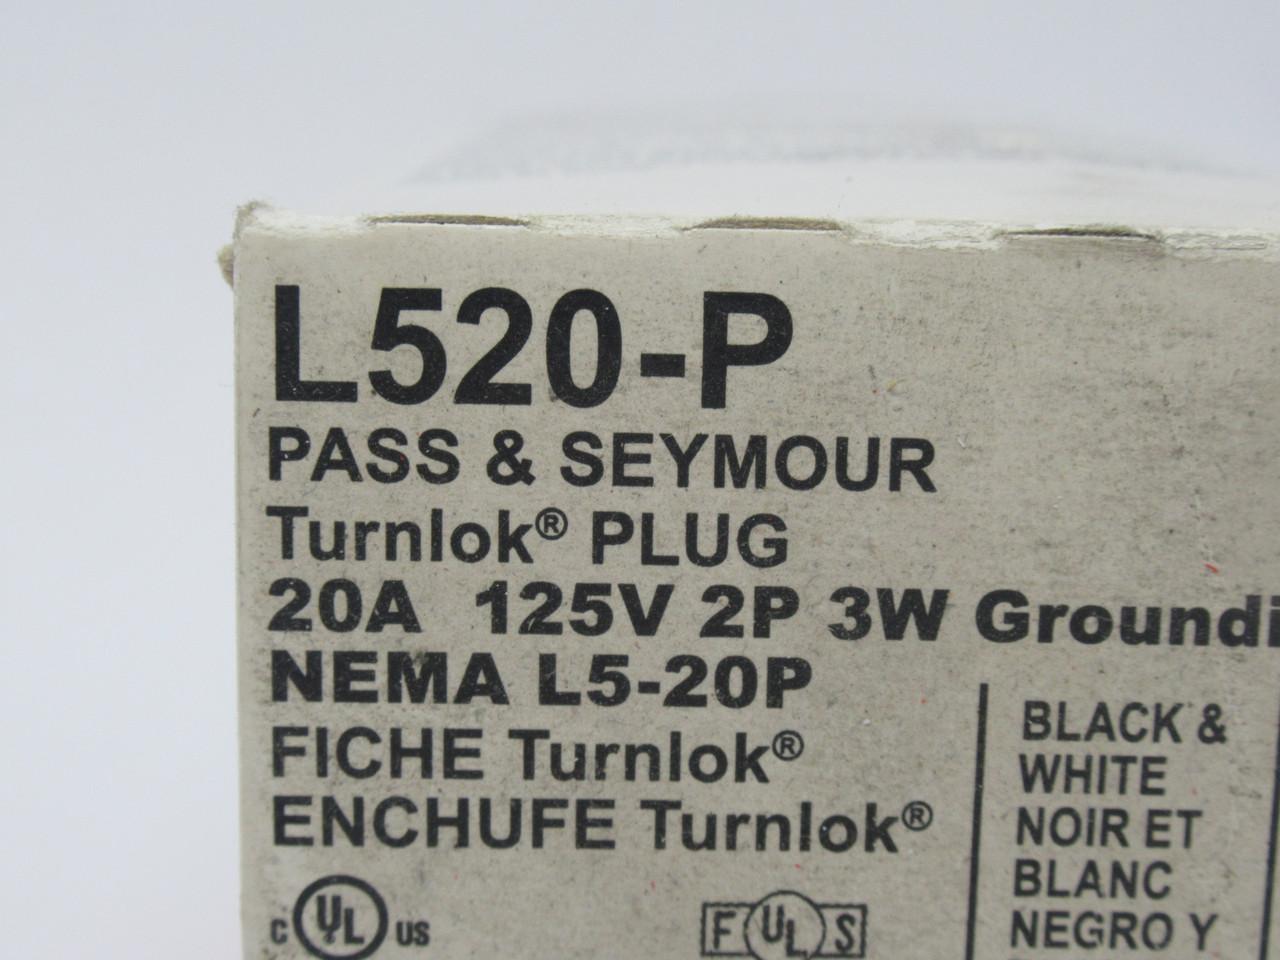 L520-P
PASS & SEYMOUR
Turnlok® PLUG
20A 125V 2P 3W Groundi
NEMA L5-20P
FICHE Turnlok®
ENCHUFE Turnlok®
BLACK &
WHITE
NOIR ET
BLANC
NEGRO Y
C UL US
F UL S